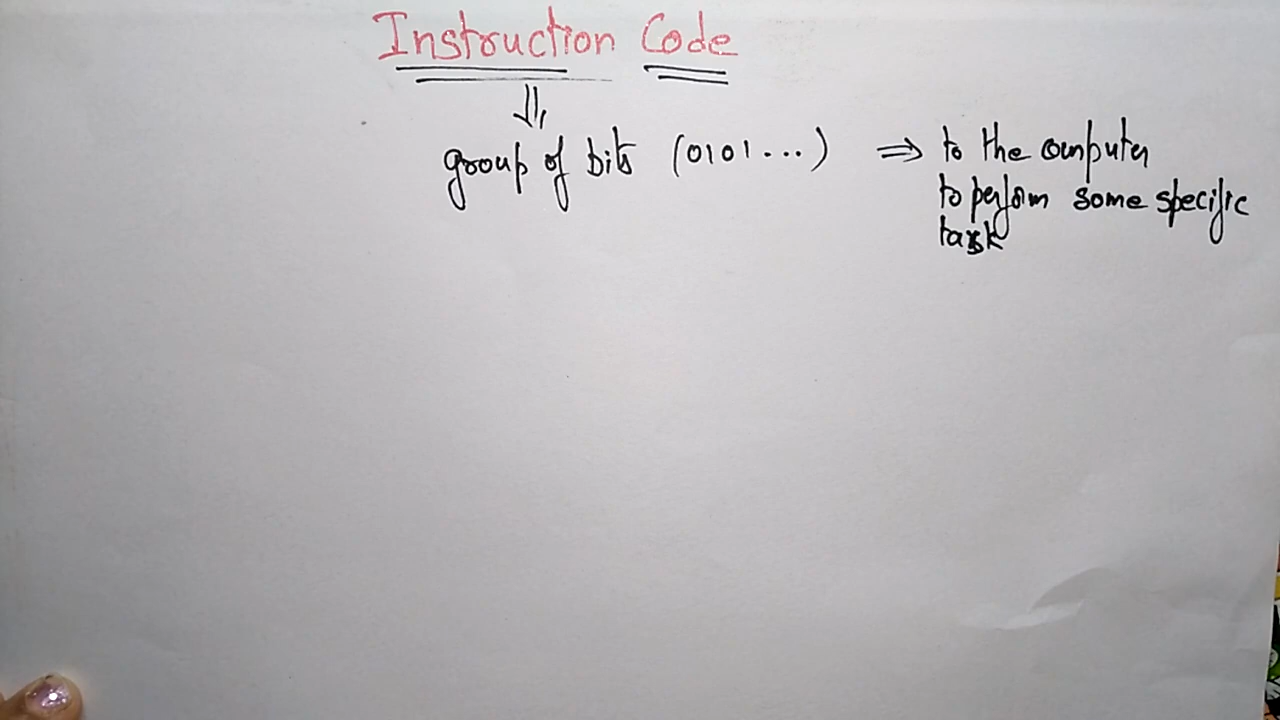 Instruction Code
⇓
group of bits (0101...) ⇒ to the computer
to perform some specific
task